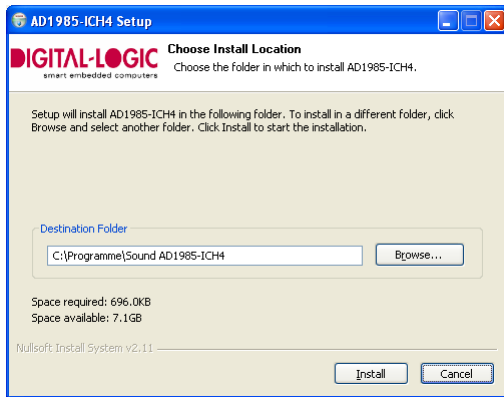 AD1985-ICH4 Setup
DIGITAL-LOGIC
smart embedded computers
Choose Install Location
Choose the folder in which to install AD1985-ICH4.
Setup will install AD1985-ICH4 in the following folder. To install in a different folder, click
Browse and select another folder. Click Install to start the installation.
Destination Folder
C:\Programme\Sound AD1985-ICH4
Browse...
Space required: 696.0KB
Space available: 7.1GB
Nullsoft Install System v2.11
Install
Cancel